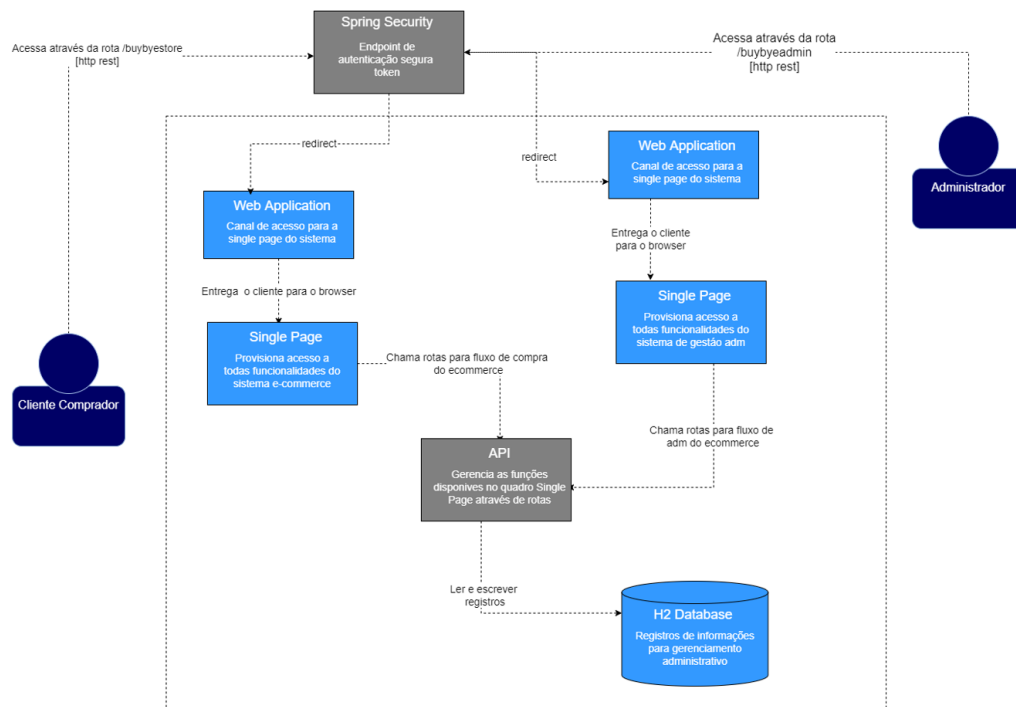 Spring Security
Endpoint de
autenticação segura
token
Acessa através da rota /buybyestore
[http rest]
Acessa através da rota
/buybyeadmin
[http rest]
redirect
redirect
Web Application
Canal de acesso para a
single page do sistema
Administrador
Web Application
Canal de acesso para a
single page do sistema
Entrega o cliente
para o browser
Entrega o cliente para o browser
Single Page
Provisiona acesso a
todas funcionalidades do
sistema de gestão adm
Single Page
Provisiona acesso a
todas funcionalidades do
sistema e-commerce
Chama rotas para fluxo de compra
do ecommerce
Cliente Comprador
Chama rotas para fluxo de
adm do ecommerce
API
Gerencia as funções
disponives no quadro Single
Page através de rotas
Ler e escrever
registros
H2 Database
Registros de informações
para gerenciamento
administrativo